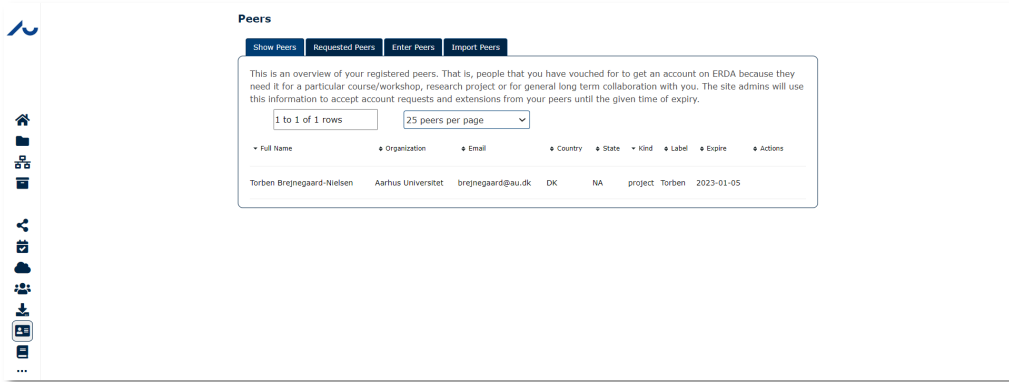 Peers
Show Peers Requested Peers Enter Peers Import Peers
This is an overview of your registered peers. That is, people that you have vouched for to get an account on ERDA because they
need it for a particular course/workshop, research project or for general long term collaboration with you. The site admins will use
this information to accept account requests and extensions from your peers until the given time of expiry.
1 to 1 of 1 rows 25 peers per page
Full Name Organization Email Country State Kind Label Expire Actions
Torben Brejnegaard-Nielsen Aarhus Universitet brejnegaard@au.dk DK NA project Torben 2023-01-05